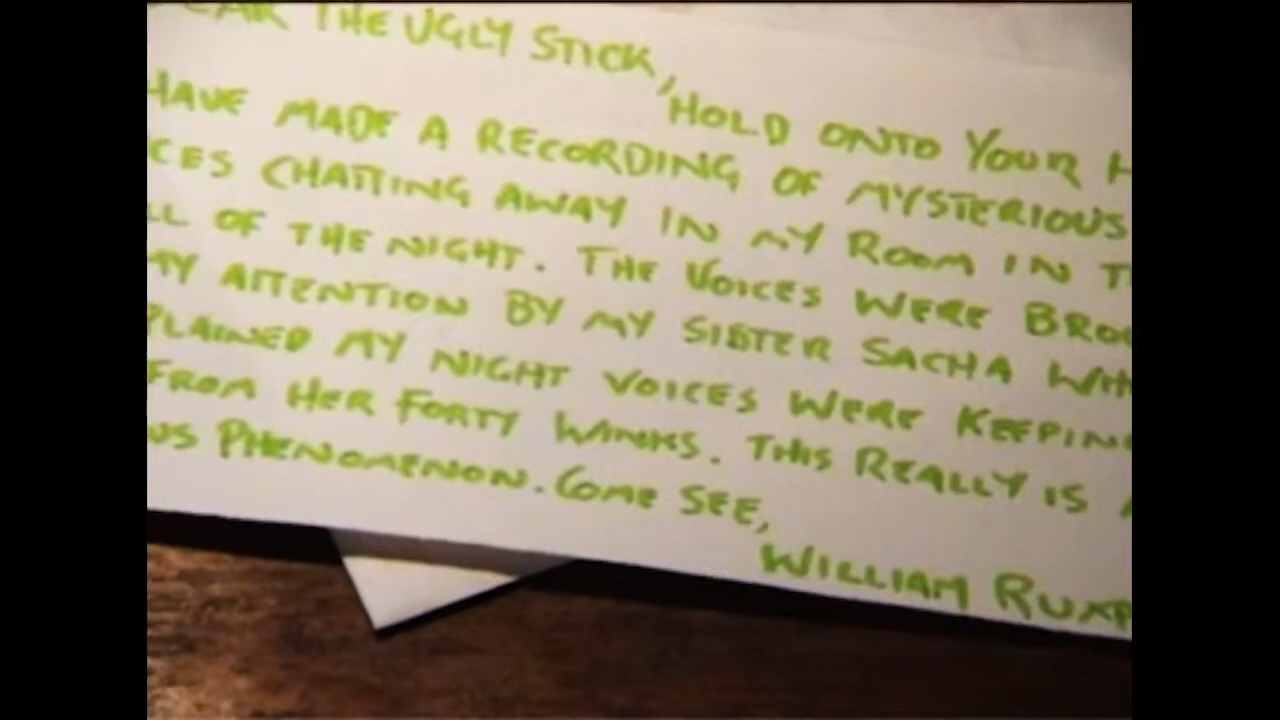 EAR THE UGLY STICK,
HOLD ONTO YOUR H
HAVE MADE A RECORDING OF MYSTERIOUS
CES CHATTING AWAY IN MY ROOM IN T
LL OF THE NIGHT. THE VOICES WERE BRO
MY ATTENTION BY MY SISTER SACHA WH
PLAINED MY NIGHT VOICES WERE KEEPING
FROM HER FORTY WINKS. THIS REALLY IS A
US PHENOMENON. COME SEE,
WILLIAM RUXP